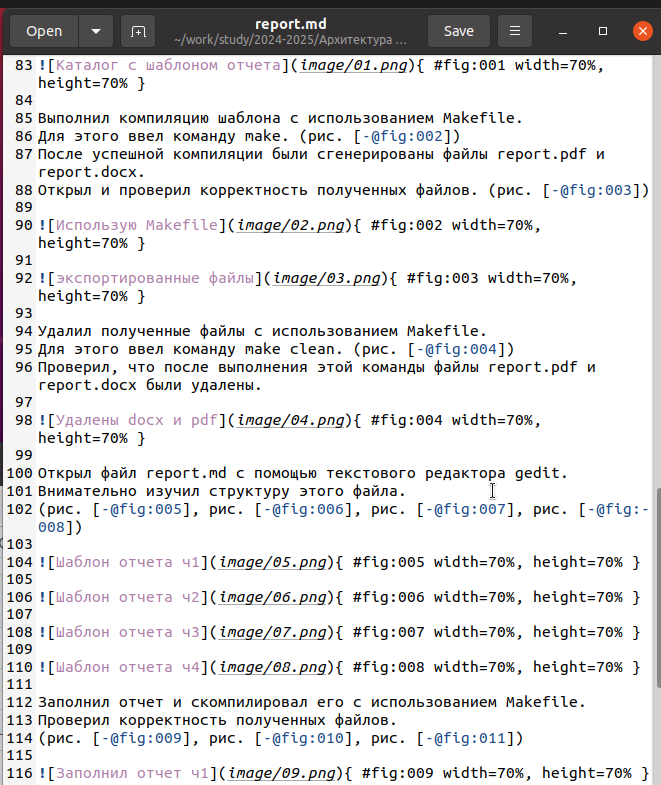 Open
report.md
~/work/study/2024-2025/Архитектура ...
Save
83 ![Каталог с шаблоном отчета](image/01.png){ #fig:001 width=70%,
height=70% }
84
85 Выполнил компиляцию шаблона с использованием Makefile.
86 Для этого ввел команду make. (рис. [-@fig:002])
87 После успешной компиляции были сгенерированы файлы report.pdf и
report.docx.
88 Открыл и проверил корректность полученных файлов. (рис. [-@fig:003])
89
90 ![Использую Makefile](image/02.png){ #fig:002 width=70%,
height=70% }
91
92 ![экспортированные файлы](image/03.png){ #fig:003 width=70%,
height=70% }
93
94 Удалил полученные файлы с использованием Makefile.
95 Для этого ввел команду make clean. (рис. [-@fig:004])
96 Проверил, что после выполнения этой команды файлы report.pdf и
report.docx были удалены.
97
98 ![Удалены docx и pdf](image/04.png){ #fig:004 width=70%,
height=70% }
99
100 Открыл файл report.md с помощью текстового редактора gedit.
101 Внимательно изучил структуру этого файла.
102 (рис. [-@fig:005], рис. [-@fig:006], рис. [-@fig:007], рис. [-@fig:-
008])
103
104 ![Шаблон отчета ч1](image/05.png){ #fig:005 width=70%, height=70% }
105
106 ![Шаблон отчета ч2](image/06.png){ #fig:006 width=70%, height=70% }
107
108 ![Шаблон отчета ч3](image/07.png){ #fig:007 width=70%, height=70% }
109
110 ![Шаблон отчета ч4](image/08.png){ #fig:008 width=70%, height=70% }
111
112 Заполнил отчет и скомпилировал его с использованием Makefile.
113 Проверил корректность полученных файлов.
114 (рис. [-@fig:009], рис. [-@fig:010], рис. [-@fig:011])
115
116 ![Заполнил отчет ч1](image/09.png){ #fig:009 width=70%, height=70% }